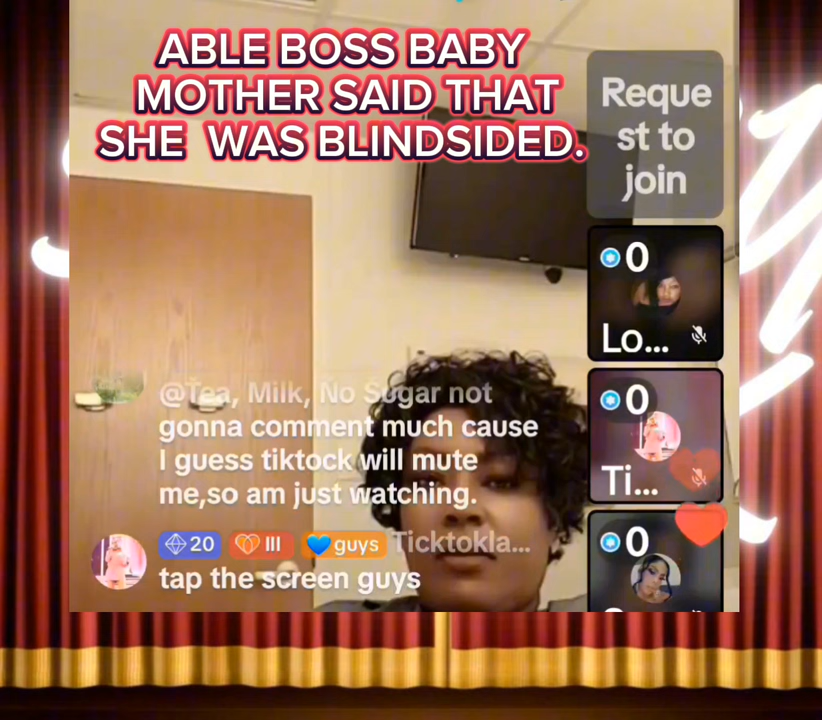 ABLE BOSS BABY
MOTHER SAID THAT
SHE WAS BLINDSIDED.
Reque
st to
join
0
Lo...
0
Ti...
0
@Tea, Milk, No Sugar not
gonna comment much cause
I guess tiktock will mute
me,so am just watching.
20 III guys Ticktokla...
tap the screen guys